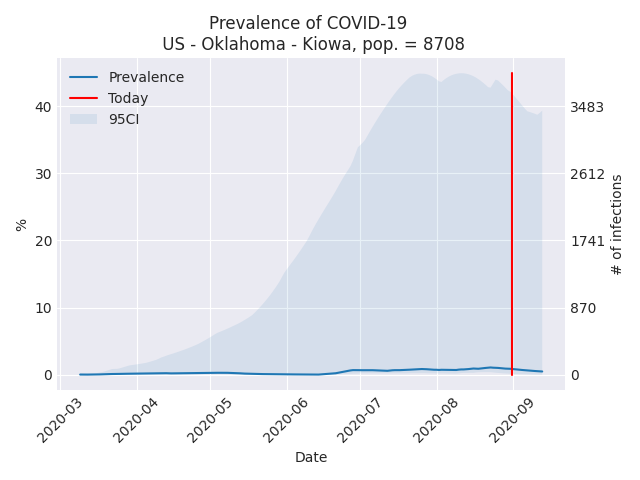 Prevalence of COVID-19
US - Oklahoma - Kiowa, pop. = 8708
Prevalence
Today
95CI
40
30
20
10
0
%
3483
2612
1741
870
0
# of infections
2020-03
2020-04
2020-05
2020-06
2020-07
2020-08
2020-09
Date